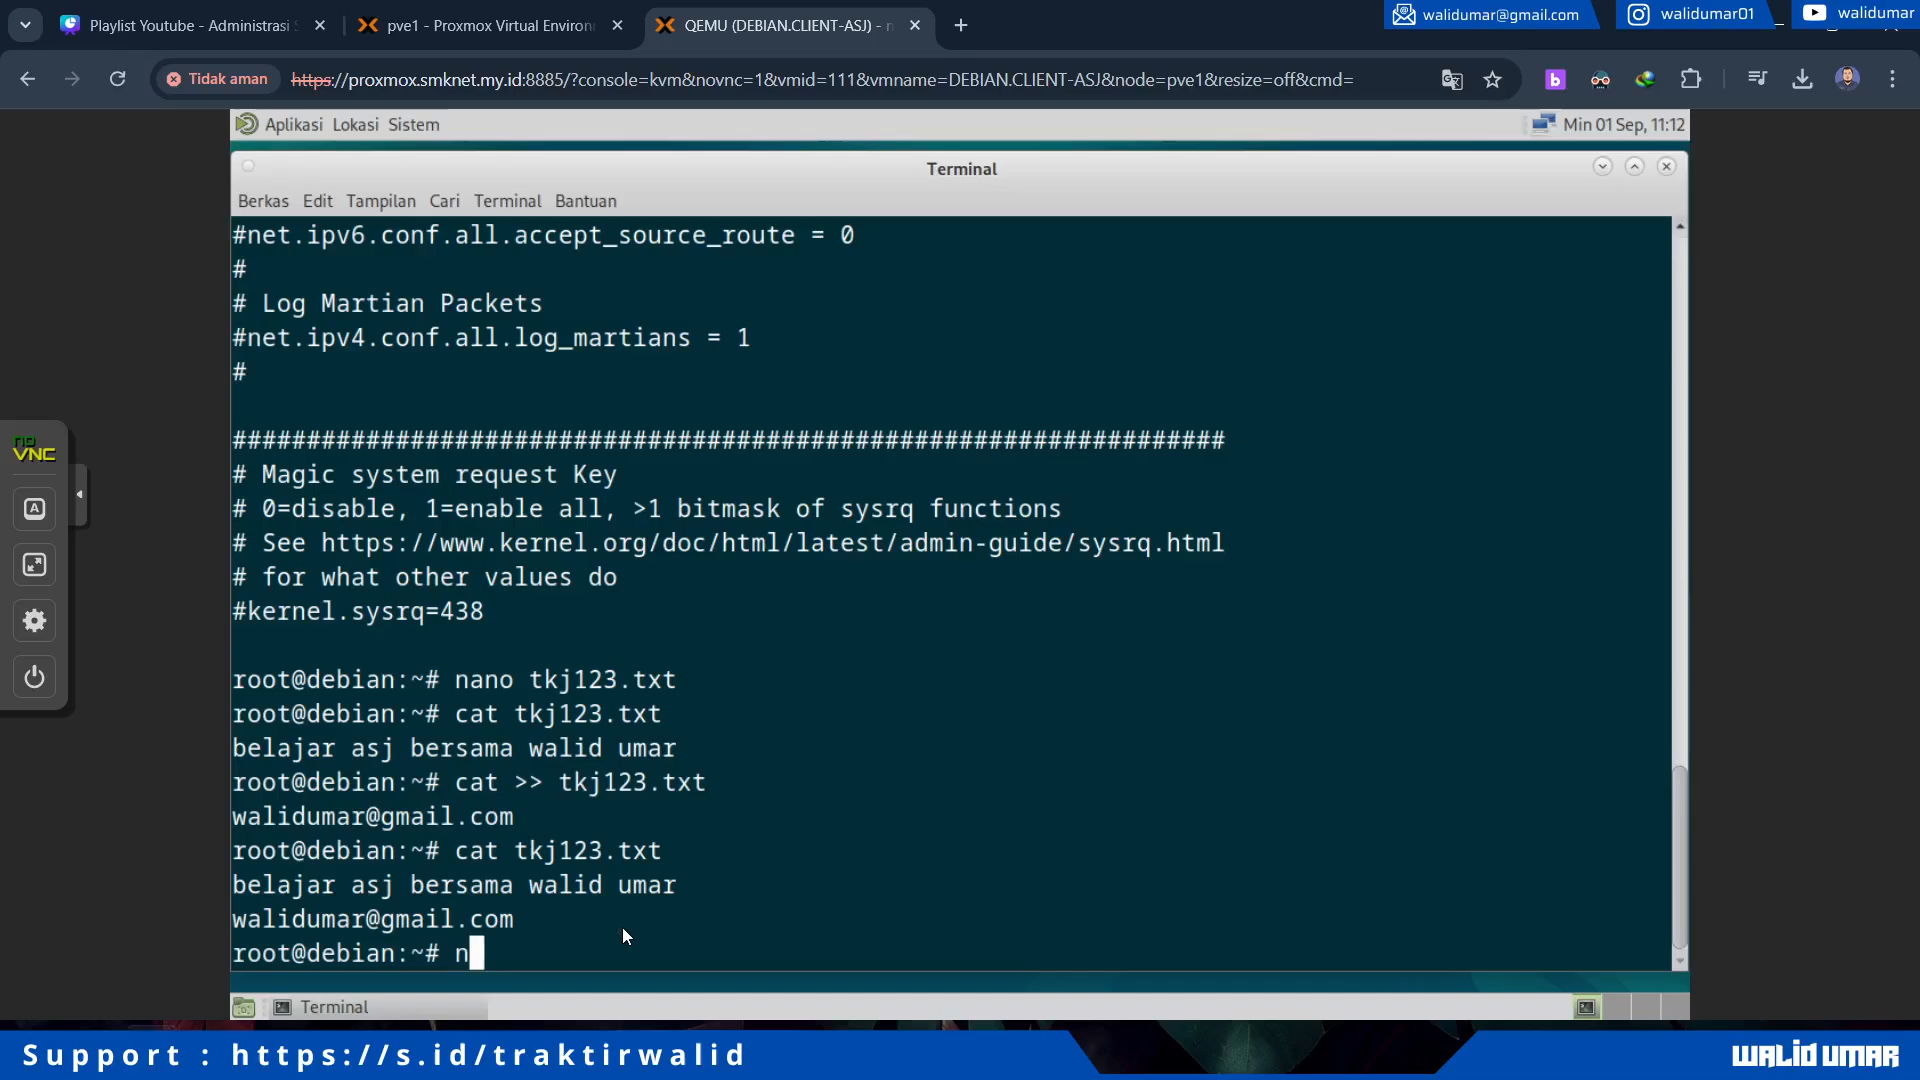 Playlist Youtube - Administrasi S
pve1 - Proxmox Virtual Environ
QEMU (DEBIAN.CLIENT-ASJ) - n
walidumar@gmail.com
walidumar01
walidumar
Tidak aman
https://proxmox.smknet.my.id:8885/?console=kvm&novnc=1&vmid=111&vmname=DEBIAN.CLIENT-ASJ&node=pve1&resize=off&cmd=
Aplikasi Lokasi Sistem
Min 01 Sep, 11:12
Terminal
Berkas Edit Tampilan Cari Terminal Bantuan
#net.ipv6.conf.all.accept_source_route = 0
#
# Log Martian Packets
#net.ipv4.conf.all.log_martians = 1
#
###################################################################
# Magic system request Key
# 0=disable, 1=enable all, >1 bitmask of sysrq functions
# See https://www.kernel.org/doc/html/latest/admin-guide/sysrq.html
# for what other values do
#kernel.sysrq=438
root@debian:~# nano tkj123.txt
root@debian:~# cat tkj123.txt
belajar asj bersama walid umar
root@debian:~# cat >> tkj123.txt
walidumar@gmail.com
root@debian:~# cat tkj123.txt
belajar asj bersama walid umar
walidumar@gmail.com
root@debian:~# n
no
VNC
A
Terminal
Support : https://s.id/traktirwalid
WALID UMAR